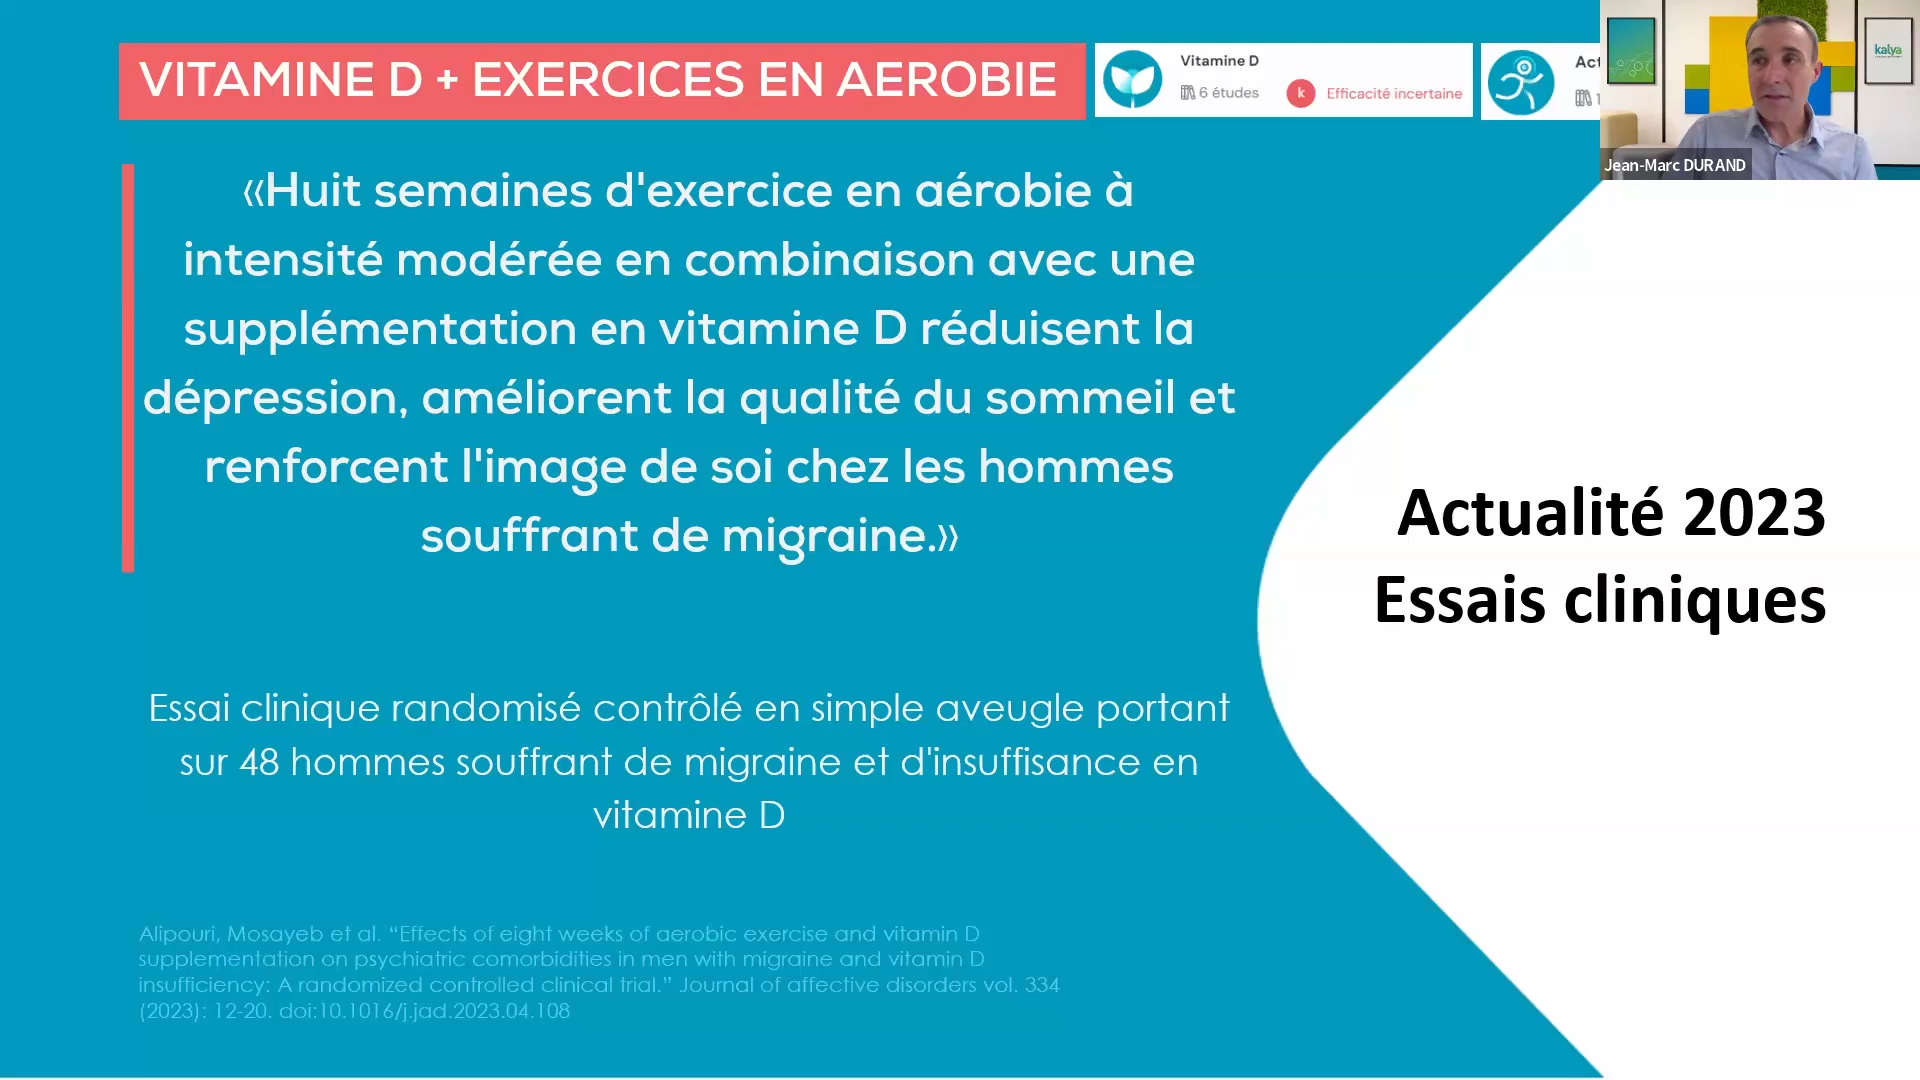 VITAMINE D + EXERCICES EN AEROBIE
Vitamine D
6 études
k
Efficacité incertaine
kalya
Jean-Marc DURAND
«Huit semaines d'exercice en aérobie à
intensité modérée en combinaison avec une
supplémentation en vitamine D réduisent la
dépression, améliorent la qualité du sommeil et
renforcent l'image de soi chez les hommes
souffrant de migraine.»
Actualité 2023
Essais cliniques
Essai clinique randomisé contrôlé en simple aveugle portant
sur 48 hommes souffrant de migraine et d'insuffisance en
vitamine D
Alipouri, Mosayeb et al. “Effects of eight weeks of aerobic exercise and vitamin D
supplementation on psychiatric comorbidities in men with migraine and vitamin D
insufficiency: A randomized controlled clinical trial.” Journal of affective disorders vol. 334
(2023): 12-20. doi:10.1016/j.jad.2023.04.108